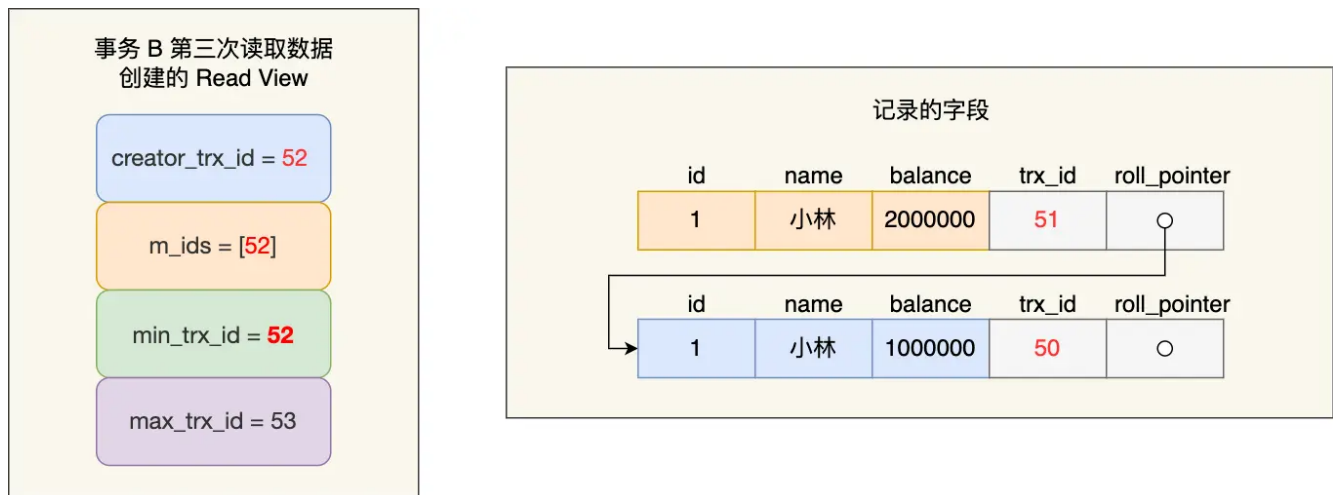 事务 B 第三次读取数据
创建的 Read View
creator_trx_id = 52
m_ids = [52]
min_trx_id = 52
max_trx_id = 53
记录的字段
id name balance trx_id roll_pointer
1 小林 2000000 51
id name balance trx_id roll_pointer
1 小林 1000000 50